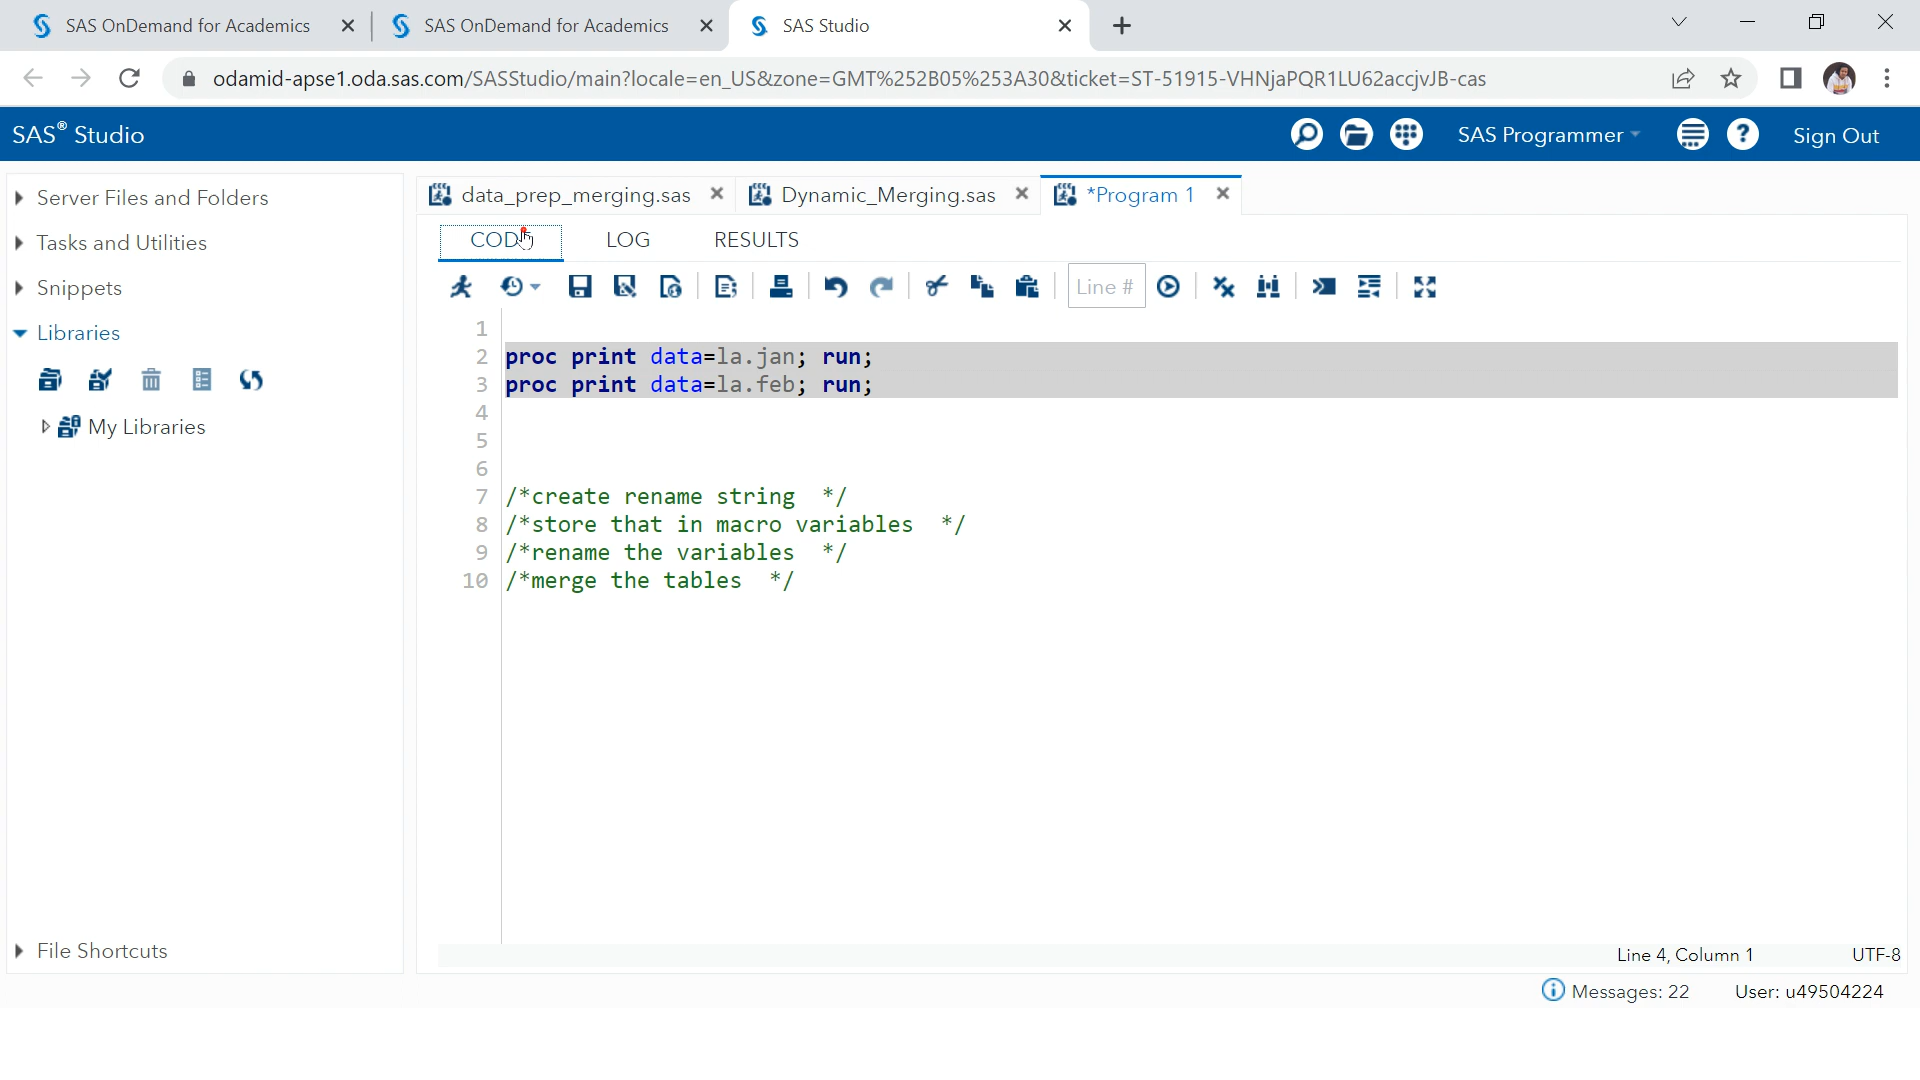 SAS OnDemand for Academics
SAS OnDemand for Academics
SAS Studio
odamid-apse1.oda.sas.com/SASStudio/main?locale=en_US&zone=GMT%252B05%253A30&ticket=ST-51915-VHNjaPQR1LU62accjvJB-cas
SAS® Studio
SAS Programmer
Sign Out
Server Files and Folders
Tasks and Utilities
Snippets
Libraries
My Libraries
File Shortcuts
data_prep_merging.sas
Dynamic_Merging.sas
*Program 1
CODE
LOG
RESULTS
Line #
1
2 proc print data=la.jan; run;
3 proc print data=la.feb; run;
4
5
6
7 /*create rename string */
8 /*store that in macro variables */
9 /*rename the variables */
10 /*merge the tables */
Line 4, Column 1
UTF-8
Messages: 22
User: u49504224